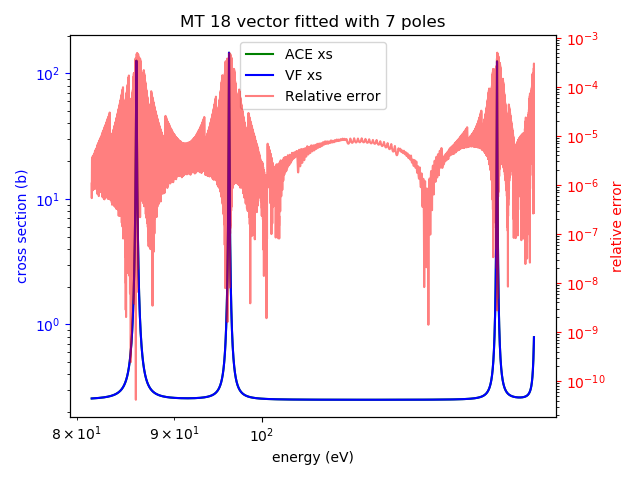 MT 18 vector fitted with 7 poles
ACE xs
VF xs
Relative error
cross section (b)
10²
10¹
10⁰
relative error
10⁻³
10⁻⁴
10⁻⁵
10⁻⁶
10⁻⁷
10⁻⁸
10⁻⁹
10⁻¹⁰
8 × 10¹
9 × 10¹
10²
energy (eV)